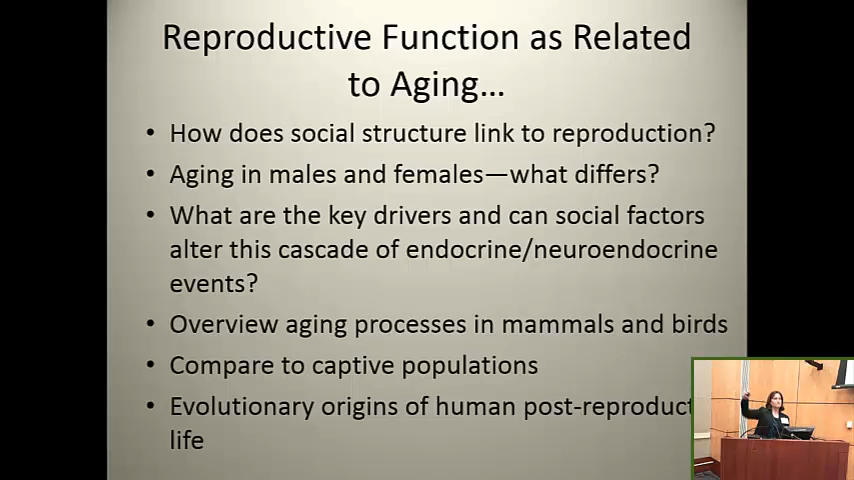 Reproductive Function as Related
to Aging…
• How does social structure link to reproduction?
• Aging in males and females—what differs?
• What are the key drivers and can social factors
alter this cascade of endocrine/neuroendocrine
events?
• Overview aging processes in mammals and birds
• Compare to captive populations
• Evolutionary origins of human post-reproduct
life